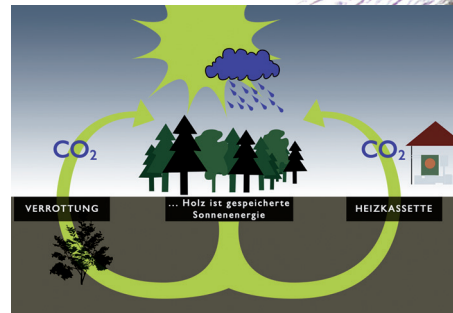 CO₂
CO₂
VERROTTUNG
... Holz ist gespeicherte
Sonnenenergie
HEIZKASSETTE